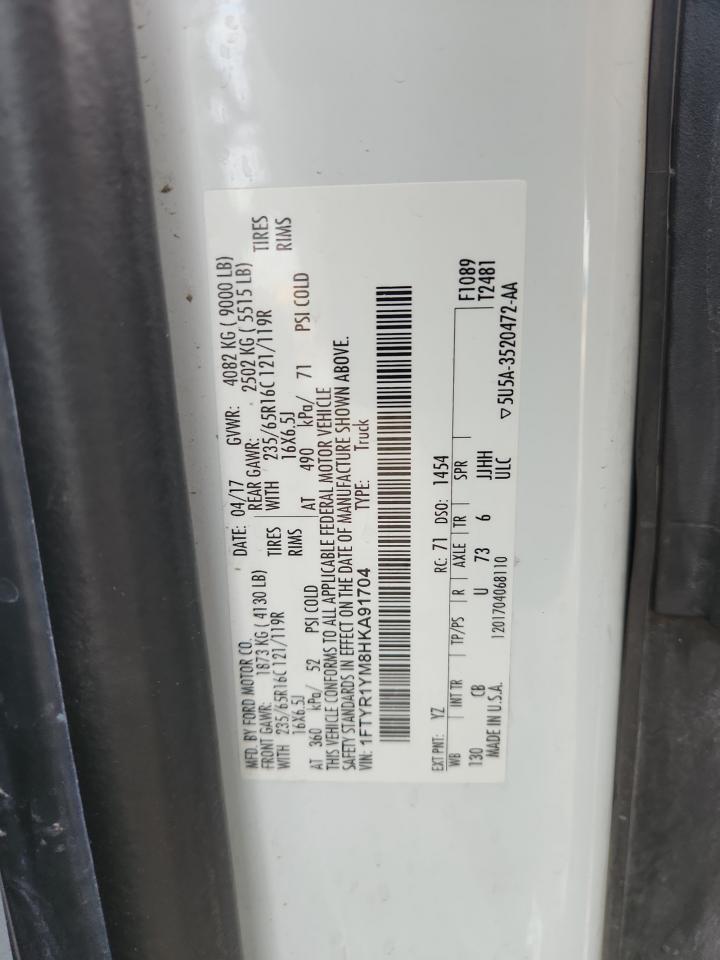 MFD. BY FORD MOTOR CO. DATE: 04/17 GVWR: 4082 KG ( 9000 LB)
FRONT GAWR: 1873 KG ( 4130 LB) REAR GAWR: 2502 KG ( 5515 LB)
WITH 235/65R16C 121/119R TIRES WITH 235/65R16C 121/119R TIRES
16X6.5J RIMS 16X6.5J RIMS
AT 360 kPa/ 52 PSI COLD AT 490 kPa/ 71 PSI COLD
THIS VEHICLE CONFORMS TO ALL APPLICABLE FEDERAL MOTOR VEHICLE
SAFETY STANDARDS IN EFFECT ON THE DATE OF MANUFACTURE SHOWN ABOVE.
VIN: 1FTYR1YM8HKA91704 TYPE: Truck
EXT PNT: YZ RC: 71 DSO: 1454
WB INT TR TP/PS R AXLE TR SPR F1089
130 CB U 73 6 JJHH T2481
MADE IN U.S.A. 1201704068110 ULC ▽5U5A-3520472-AA